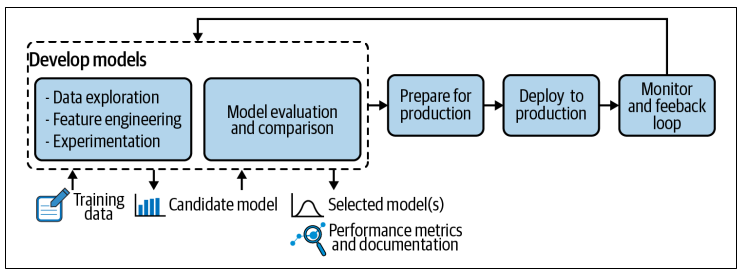 Develop models
- Data exploration
- Feature engineering
- Experimentation
Model evaluation
and comparison
Prepare for
production
Deploy to
production
Monitor
and feeback
loop
Training
data
Candidate model
Selected model(s)
Performance metrics
and documentation